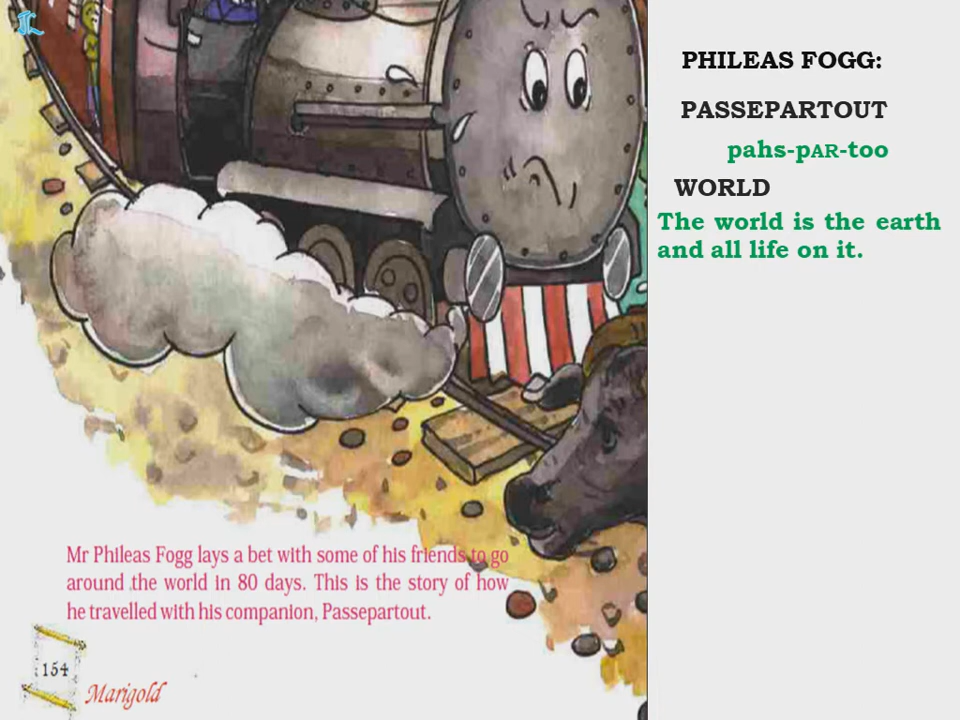 JL
PHILEAS FOGG:
PASSEPARTOUT
pahs-pAR-too
WORLD
The world is the earth
and all life on it.
Mr Phileas Fogg lays a bet with some of his friends to go
around the world in 80 days. This is the story of how
he travelled with his companion, Passepartout.
154
Marigold